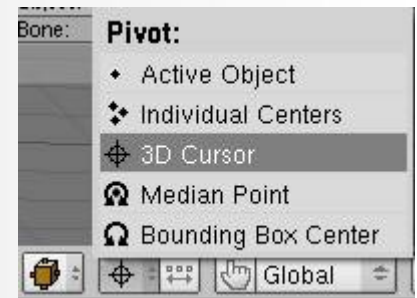 Bone:
Pivot:
Active Object
Individual Centers
3D Cursor
Median Point
Bounding Box Center
Global